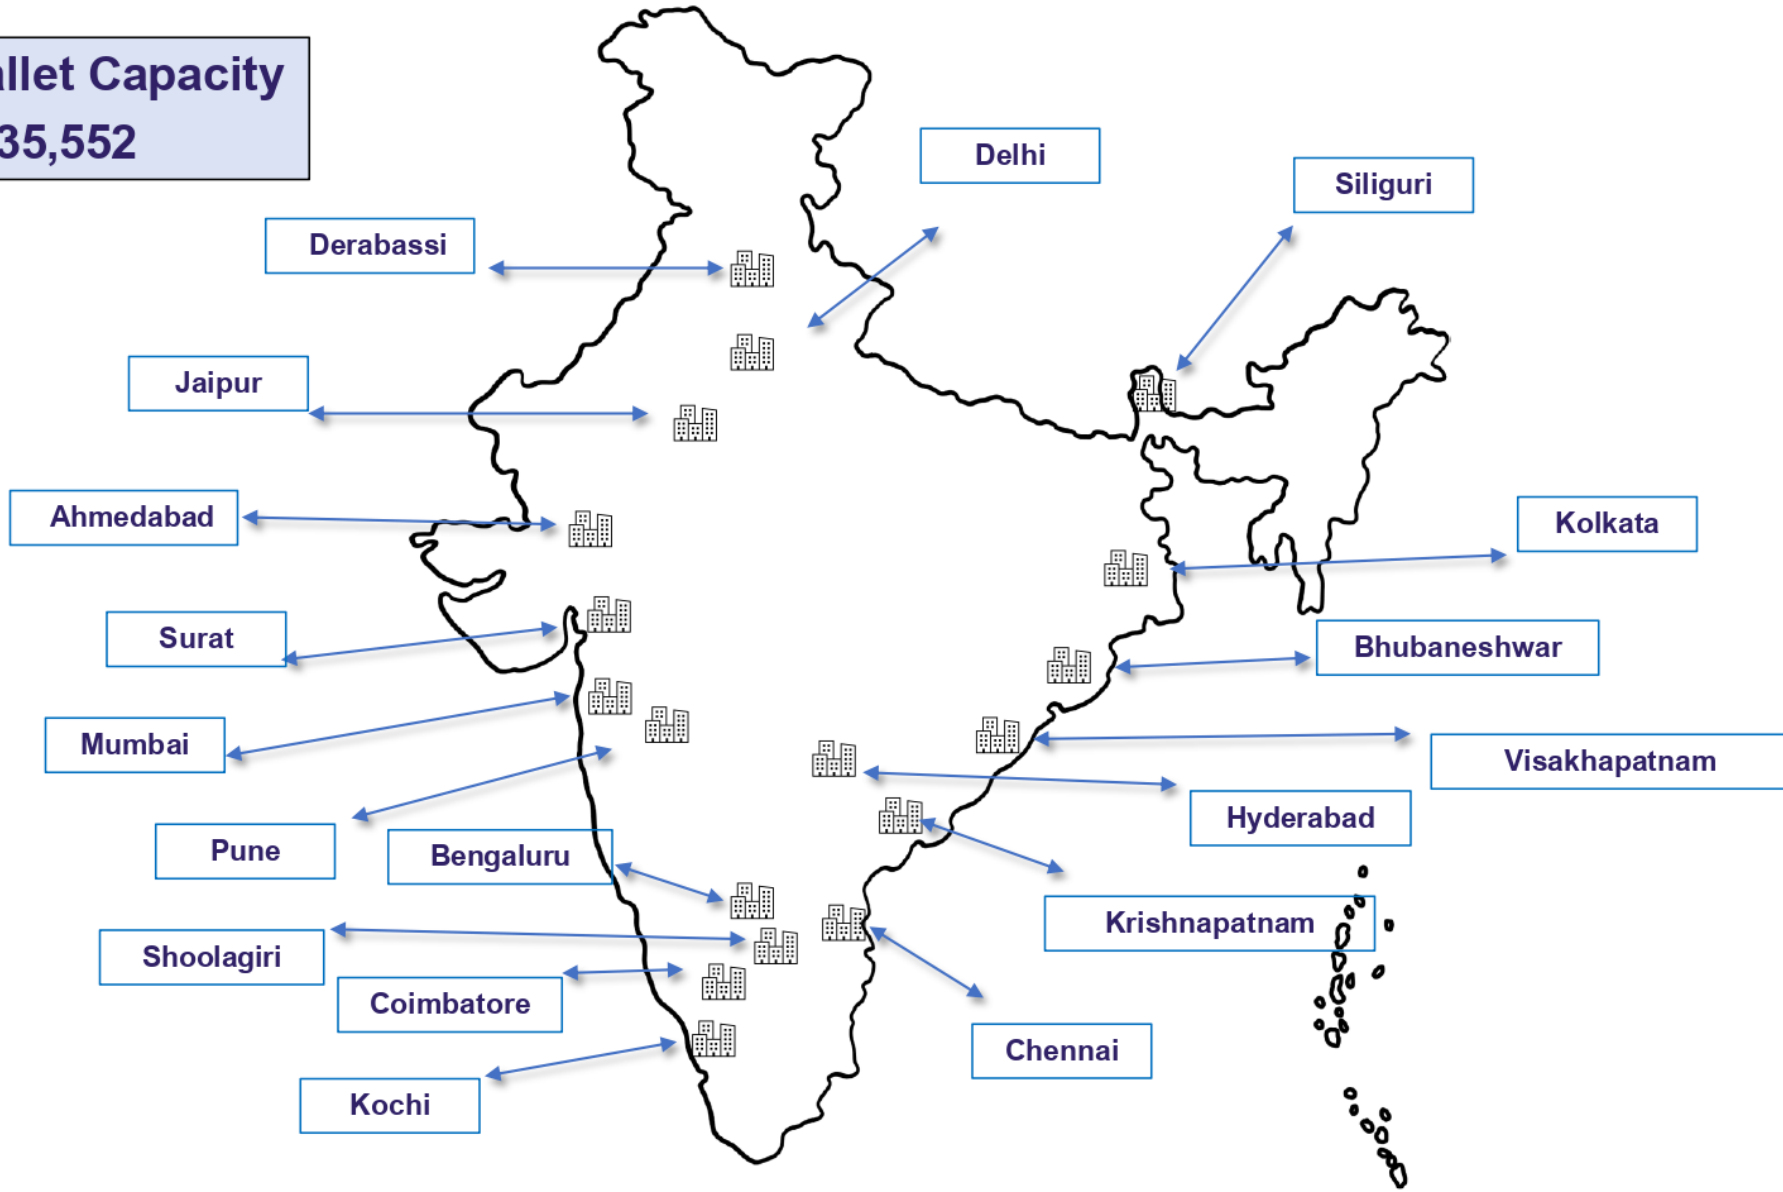 allet Capacity
35,552
Delhi
Siliguri
Derabassi
Jaipur
Ahmedabad
Kolkata
Surat
Bhubaneshwar
Mumbai
Visakhapatnam
Hyderabad
Pune
Bengaluru
Krishnapatnam
Shoolagiri
Coimbatore
Chennai
Kochi